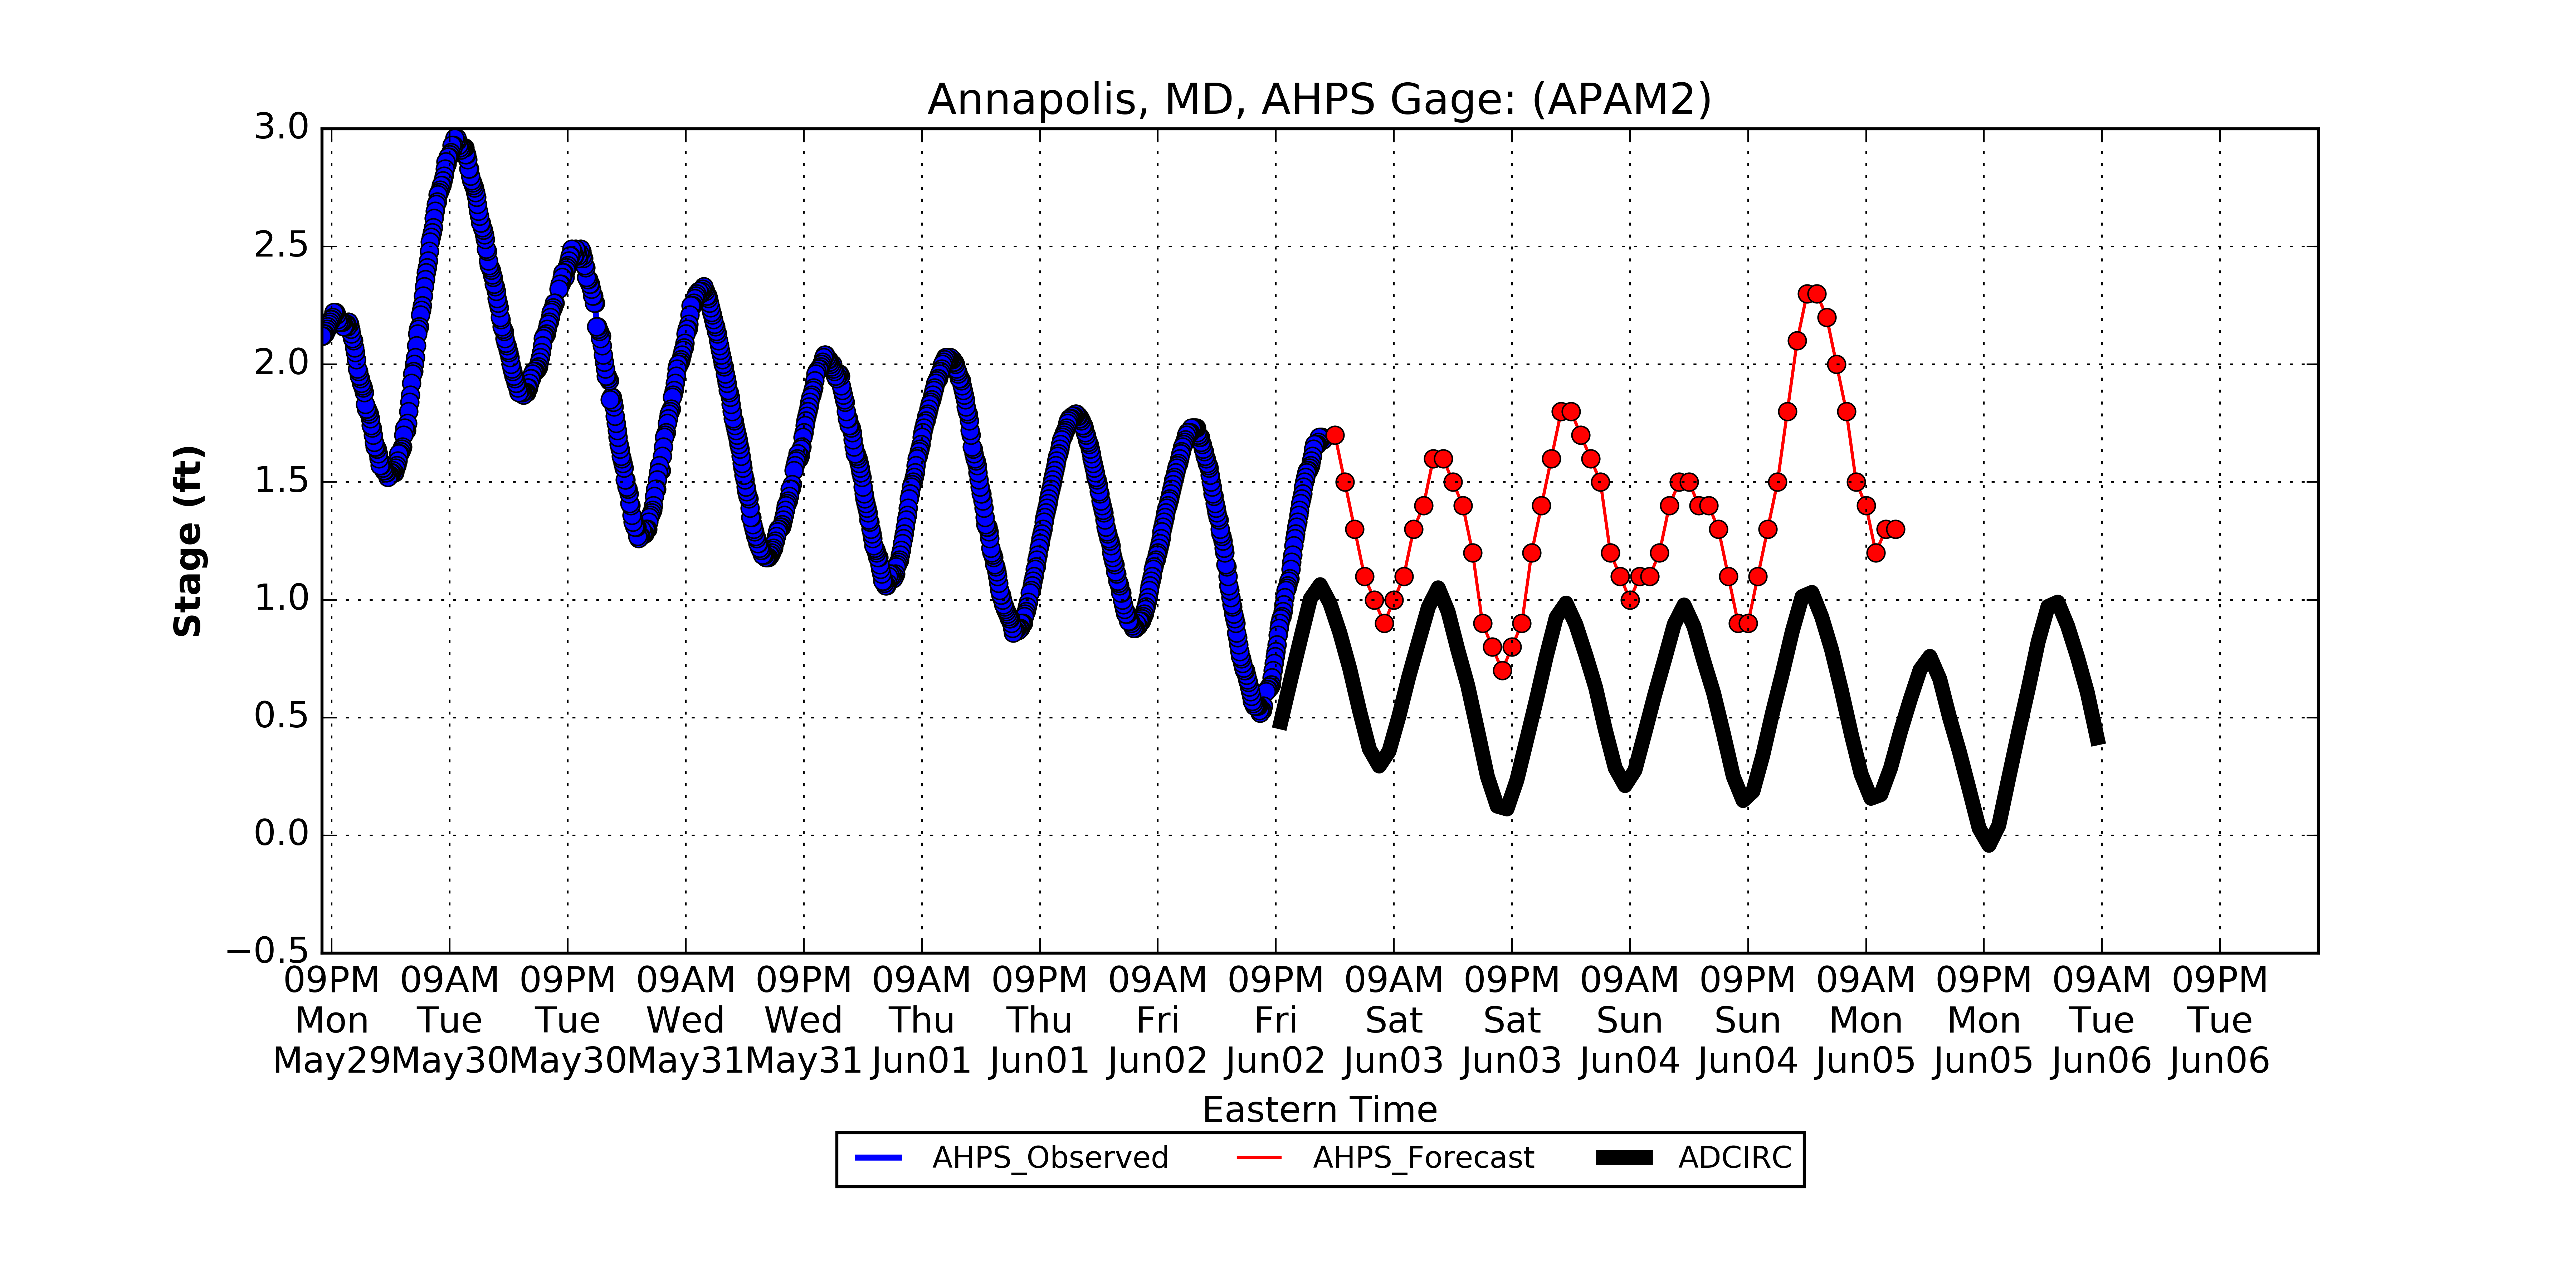 Annapolis, MD, AHPS Gage: (APAM2)
Stage (ft)
3.0
2.5
2.0
1.5
1.0
0.5
0.0
−0.5
09PM 09AM 09PM 09AM 09PM 09AM 09PM 09AM 09PM 09AM 09PM 09AM 09PM 09AM 09PM 09AM 09PM
Mon Tue Tue Wed Wed Thu Thu Fri Fri Sat Sat Sun Sun Mon Mon Tue Tue
May29 May30 May30 May31 May31 Jun01 Jun01 Jun02 Jun02 Jun03 Jun03 Jun04 Jun04 Jun05 Jun05 Jun06 Jun06
Eastern Time
AHPS_Observed AHPS_Forecast ADCIRC